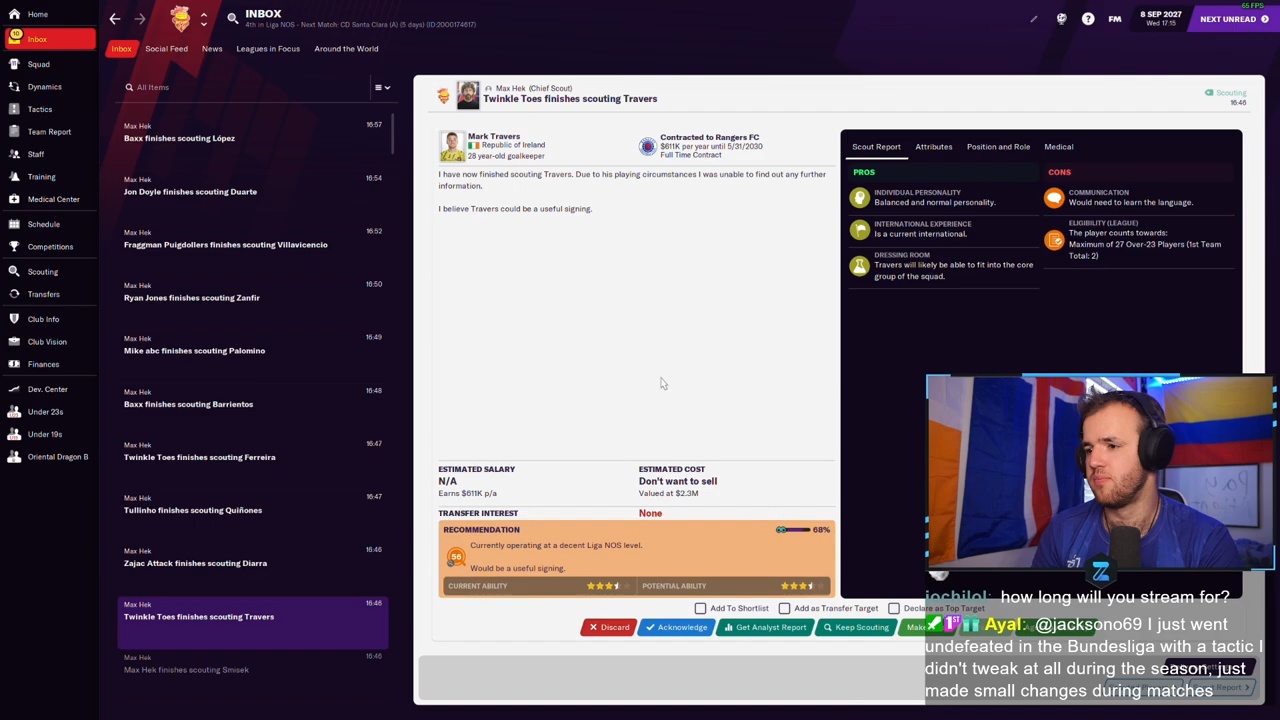 65 FPS
Home
INBOX
4th in Liga NOS - Next Match: CD Santa Clara (A) (5 days) (ID:2000174617)
FM
8 SEP 2027
WED 17:15
NEXT UNREAD
10
Inbox
Squad
Dynamics
Tactics
Team Report
Staff
Training
Medical Center
Schedule
Competitions
Scouting
Transfers
Club Info
Club Vision
Finances
Dev. Center
Under 23s
Under 19s
Oriental Dragon B
Inbox
Social Feed
News
Leagues in Focus
Around the World
All Items
Max Hek
16:57
Baxx finishes scouting López
Max Hek
16:54
Jon Doyle finishes scouting Duarte
Max Hek
16:52
Fraggman Puigdollers finishes scouting Villavicencio
Max Hek
16:50
Ryan Jones finishes scouting Zanfir
Max Hek
16:49
Mike abc finishes scouting Palomino
Max Hek
16:48
Baxx finishes scouting Barrientos
Max Hek
16:47
Twinkle Toes finishes scouting Ferreira
Max Hek
16:47
Tullinho finishes scouting Quiñones
Max Hek
16:46
Zajac Attack finishes scouting Diarra
Max Hek
16:46
Twinkle Toes finishes scouting Travers
Max Hek
16:46
Max Hek finishes scouting Smisek
Max Hek (Chief Scout)
Twinkle Toes finishes scouting Travers
Scouting
16:46
Mark Travers
Republic of Ireland
28 year-old goalkeeper
Contracted to Rangers FC
$611K per year until 5/31/2030
Full Time Contract
I have now finished scouting Travers. Due to his playing circumstances I was unable to find out any further
information.
I believe Travers could be a useful signing.
ESTIMATED SALARY
N/A
Earns $611K p/a
ESTIMATED COST
Don't want to sell
Valued at $2.3M
TRANSFER INTEREST
None
RECOMMENDATION
68%
56
Currently operating at a decent Liga NOS level.
Would be a useful signing.
CURRENT ABILITY
POTENTIAL ABILITY
Scout Report
Attributes
Position and Role
Medical
PROS
INDIVIDUAL PERSONALITY
Balanced and normal personality.
INTERNATIONAL EXPERIENCE
Is a current international.
DRESSING ROOM
Travers will likely be able to fit into the core
group of the squad.
CONS
COMMUNICATION
Would need to learn the language.
ELIGIBILITY (LEAGUE)
The player counts towards:
Maximum of 27 Over-23 Players (1st Team
Total: 2)
Add To Shortlist
Add as Transfer Target
Declare as Top Target
Discard
Acknowledge
Get Analyst Report
Keep Scouting
jochilol: how long will you stream for?
1ST Ayal: @jacksono69 I just went
undefeated in the Bundesliga with a tactic I
didn't tweak at all during the season, just
made small changes during matches